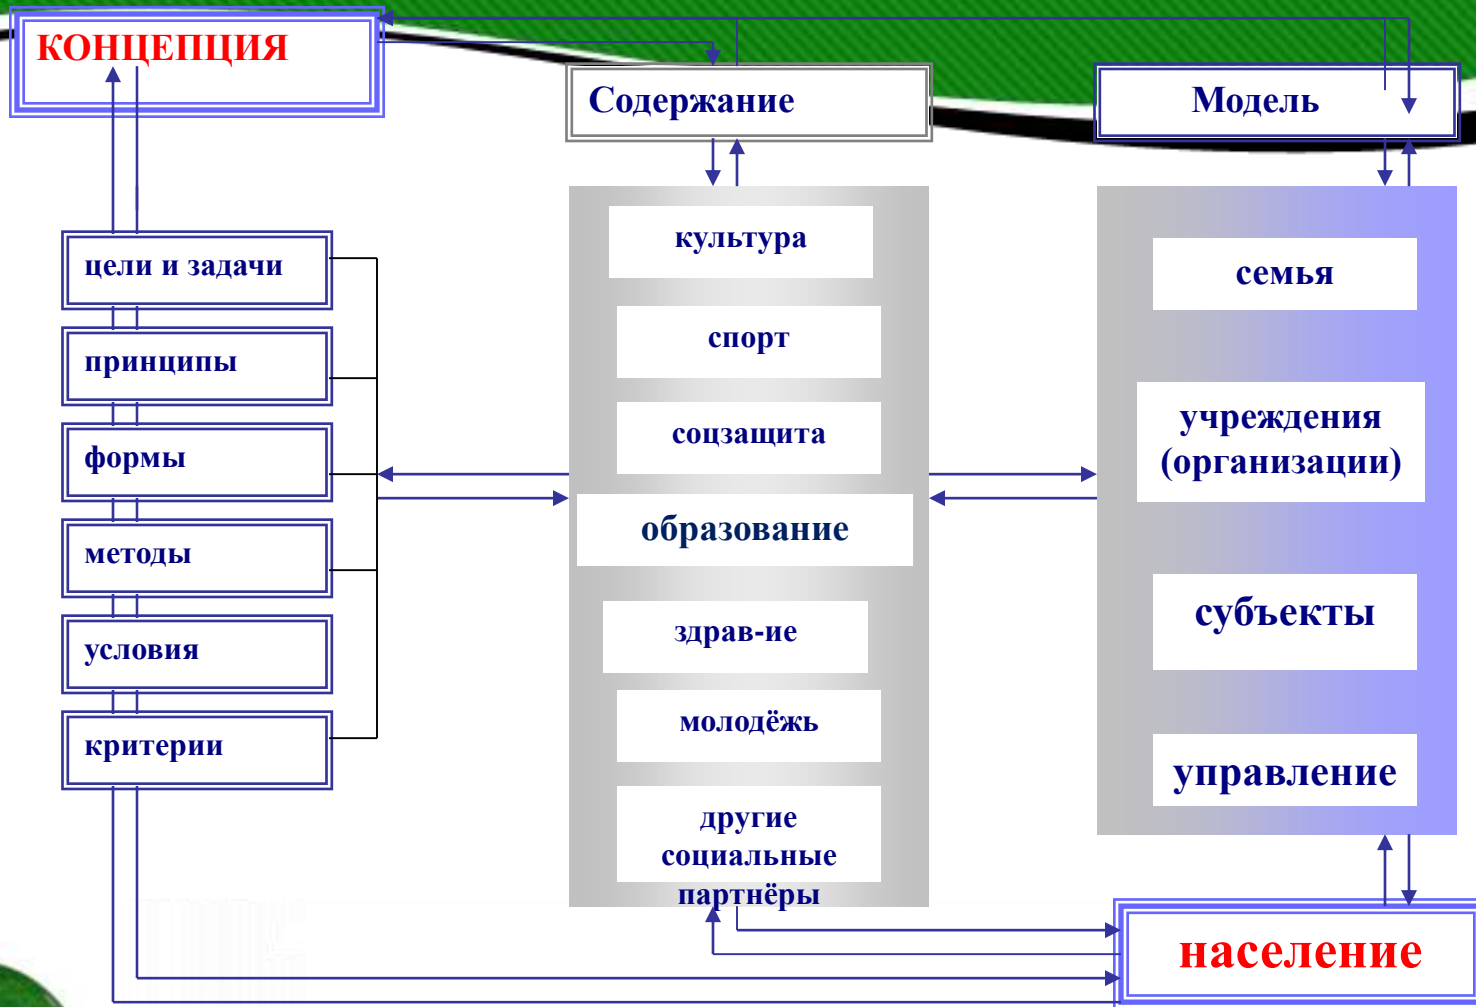 КОНЦЕПЦИЯ
Содержание
Модель
цели и задачи
принципы
формы
методы
условия
критерии
культура
спорт
соцзащита
образование
здрав-ие
молодёжь
другие
социальные
партнёры
семья
учреждения
(организации)
субъекты
управление
население